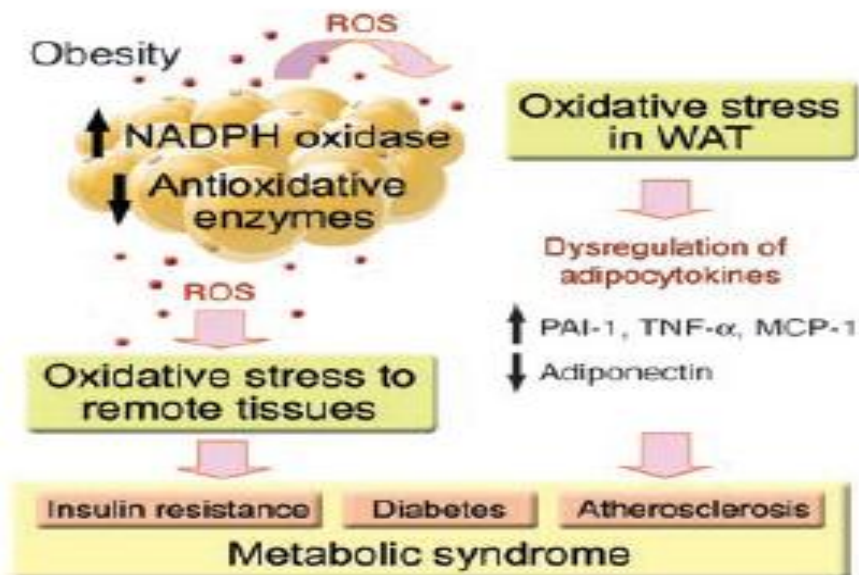 ROS
Obesity
NADPH oxidase
Antioxidative
enzymes
ROS
Oxidative stress to
remote tissues
Oxidative stress
in WAT
Dysregulation of
adipocytokines
PAI-1, TNF-α, MCP-1
Adiponectin
Insulin resistance
Diabetes
Atherosclerosis
Metabolic syndrome